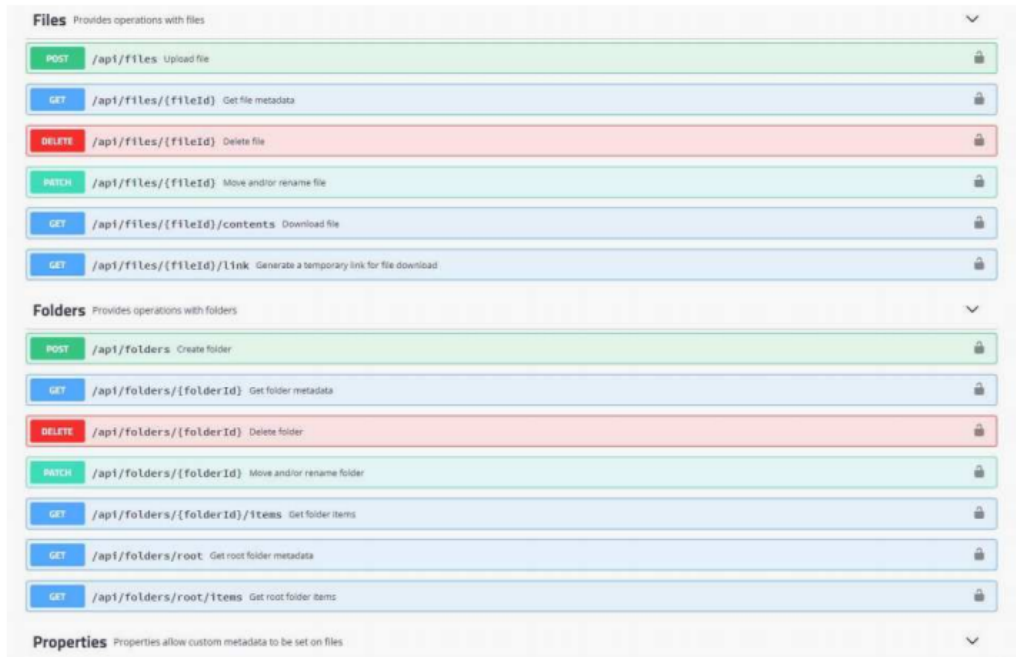 Files Provides operations with files
POST /api/files Upload file
GET /api/files/{fileId} Get file metadata
DELETE /api/files/{fileId} Delete file
PATCH /api/files/{fileId} Move and/or rename file
GET /api/files/{fileId}/contents Download file
GET /api/files/{fileId}/link Generate a temporary link for file download
Folders Provides operations with folders
POST /api/folders Create folder
GET /api/folders/{folderId} Get folder metadata
DELETE /api/folders/{folderId} Delete folder
PATCH /api/folders/{folderId} Move and/or rename folder
GET /api/folders/{folderId}/items Get folder items
GET /api/folders/root Get root folder metadata
GET /api/folders/root/items Get root folder items
Properties Properties allow custom metadata to be set on files